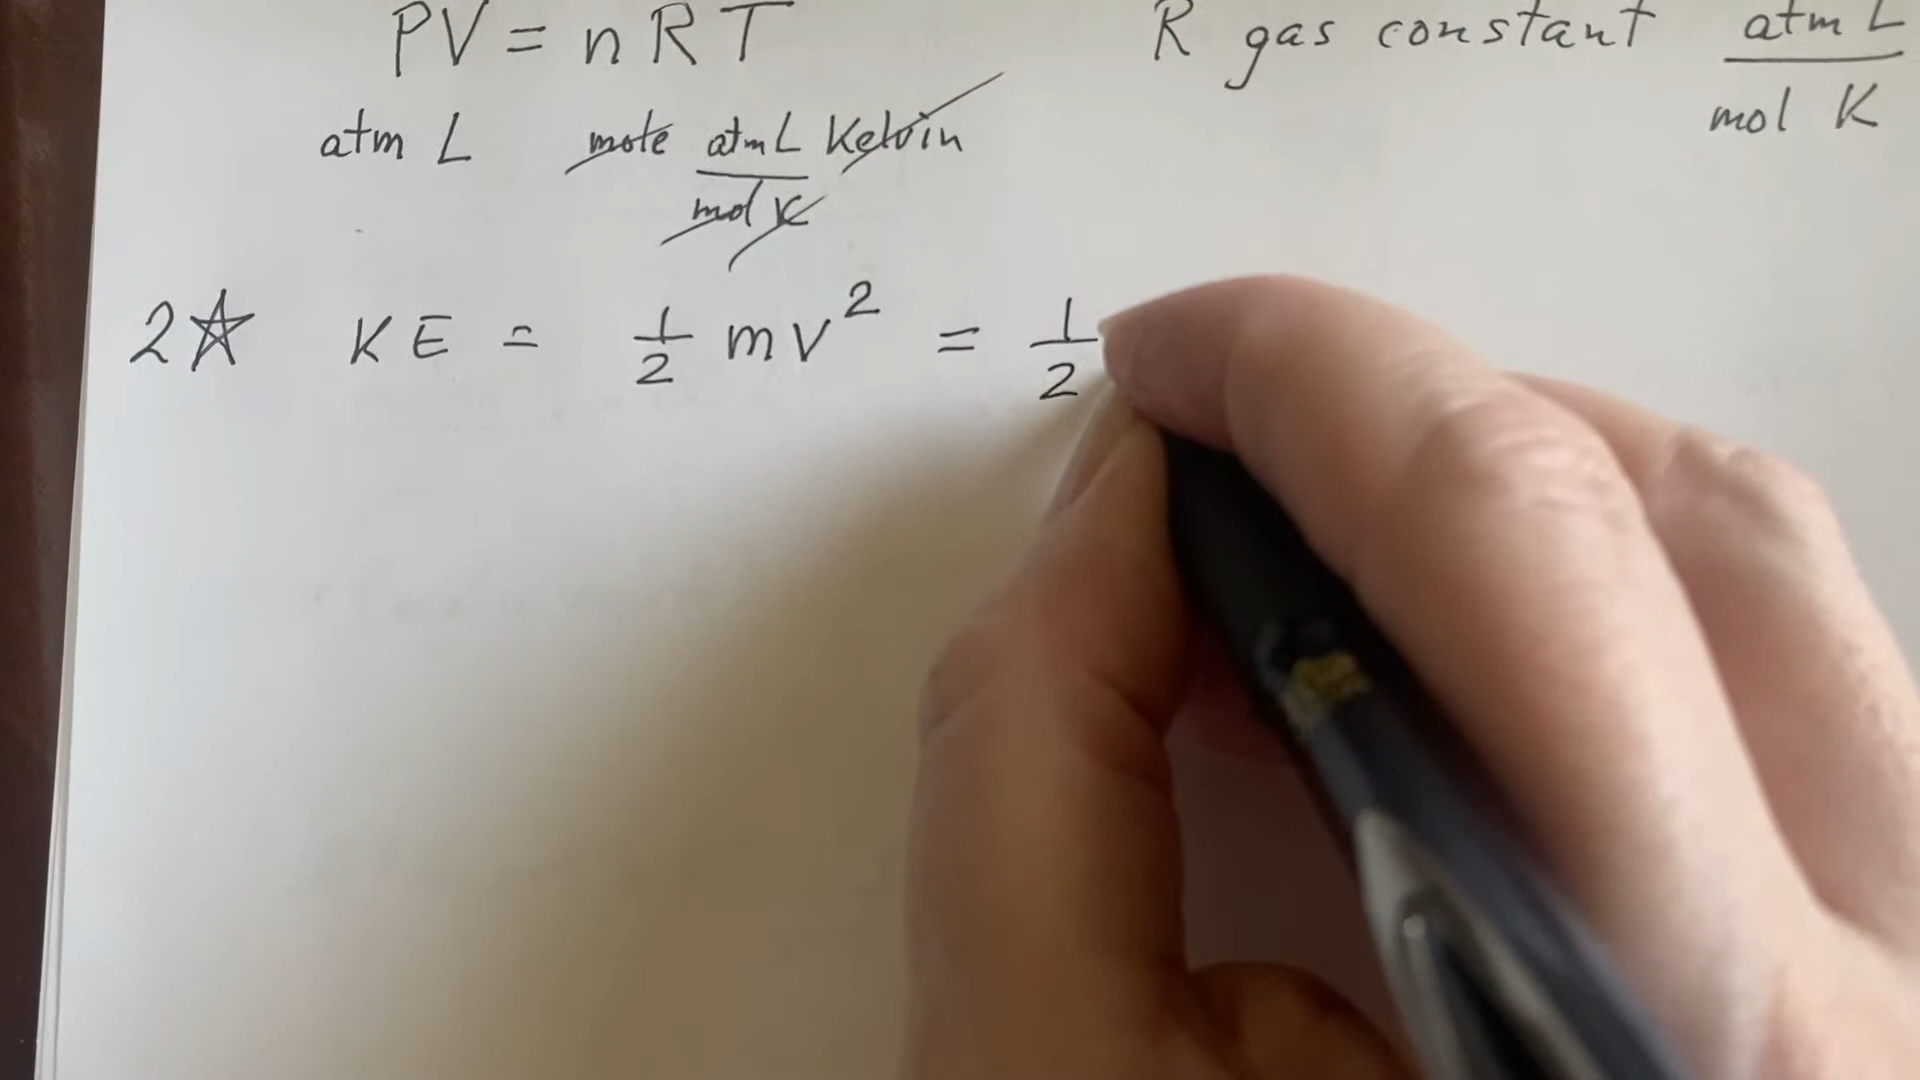 PV = nRT R gas constant atm L / mol K
atm L mole atm L / mol K Kelvin
2☆ KE = 1/2 mv² = 1/2